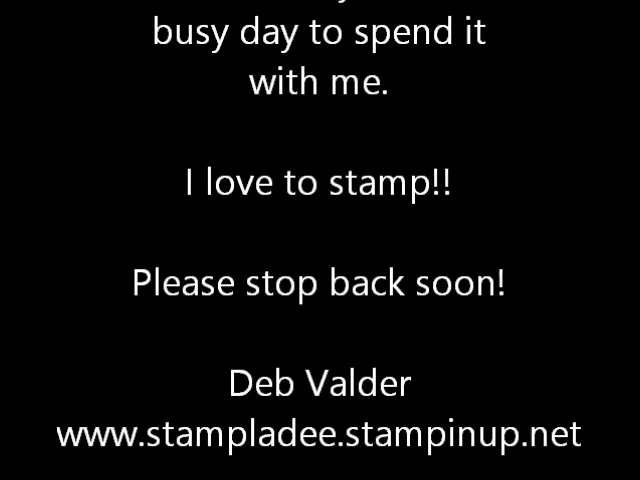 busy day to spend it
with me.
I love to stamp!!
Please stop back soon!
Deb Valder
www.stampladee.stampinup.net